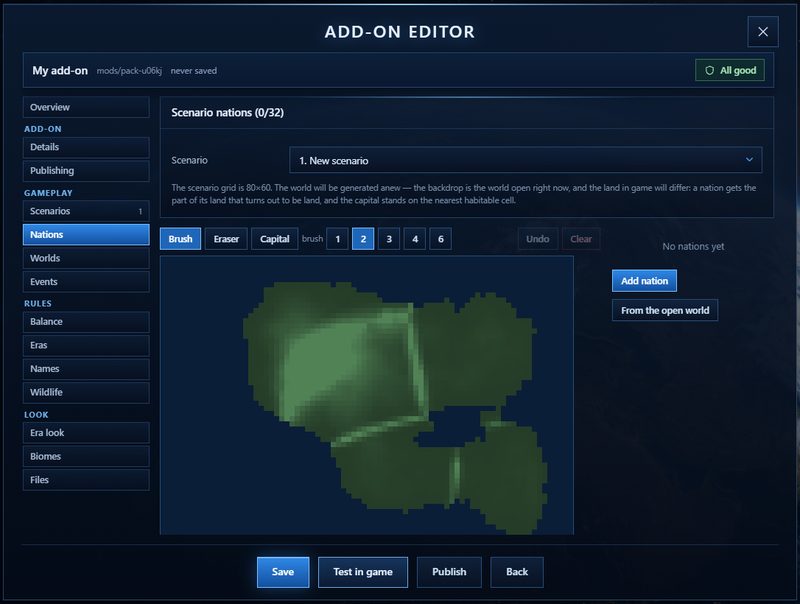 ADD-ON EDITOR
My add-on mods/pack-u06kj never saved
All good
Overview
ADD-ON
Details
Publishing
GAMEPLAY
Scenarios 1
Nations
Worlds
Events
RULES
Balance
Eras
Names
Wildlife
LOOK
Era look
Biomes
Files
Scenario nations (0/32)
Scenario 1. New scenario
The scenario grid is 80×60. The world will be generated anew — the backdrop is the world open right now, and the land in game will differ: a nation gets the
part of its land that turns out to be land, and the capital stands on the nearest habitable cell.
Brush Eraser Capital brush 1 2 3 4 6 Undo Clear
No nations yet
Add nation
From the open world
Save Test in game Publish Back